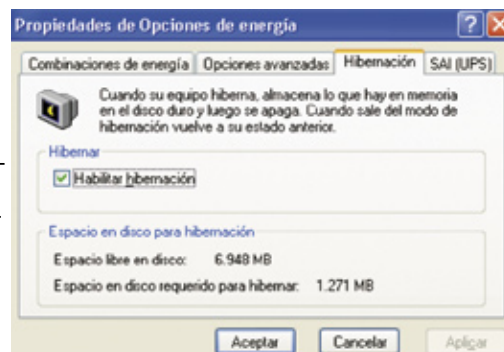 Propiedades de Opciones de energía
Combinaciones de energía Opciones avanzadas Hibernación SAI (UPS)
Cuando su equipo hiberna, almacena lo que hay en memoria
en el disco duro y luego se apaga. Cuando sale del modo de
hibernación vuelve a su estado anterior.
Hibernar
Habilitar hibernación
Espacio en disco para hibernación
Espacio libre en disco: 6.948 MB
Espacio en disco requerido para hibernar: 1.271 MB
Aceptar Cancelar Aplicar